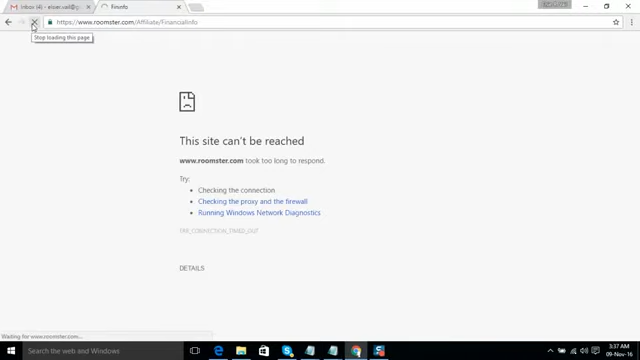 Inbox (4) -
Fininfo
https://www.roomster.com/Affiliate/FinancialInfo
Stop loading this page
This site can't be reached
www.roomster.com took too long to respond.
Try:
Checking the connection
Checking the proxy and the firewall
Running Windows Network Diagnostics
ERR_CONNECTION_TIMED_OUT
DETAILS
Waiting for www.roomster.com...
Search the web and Windows
3:37 AM
09-Nov-16